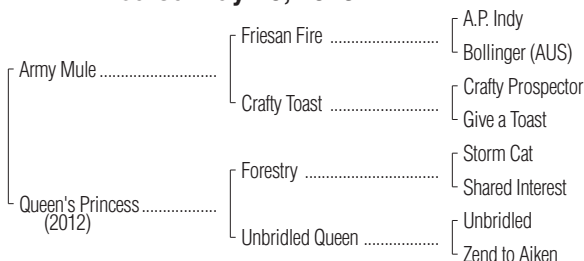 Army Mule
Friesan Fire
A.P. Indy
Bollinger (AUS)
Crafty Toast
Crafty Prospector
Give a Toast
Queen's Princess
(2012)
Forestry
Storm Cat
Shared Interest
Unbridled Queen
Unbridled
Zend to Aiken